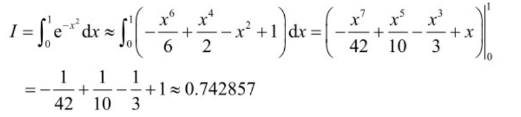 I = ∫₀¹ e^{-x²} dx ≈ ∫₀¹ ( -x⁶/6 + x⁴/2 - x² + 1 ) dx = ( -x⁷/42 + x⁵/10 - x³/3 + x ) |₀¹
= -1/42 + 1/10 - 1/3 + 1 ≈ 0.742857